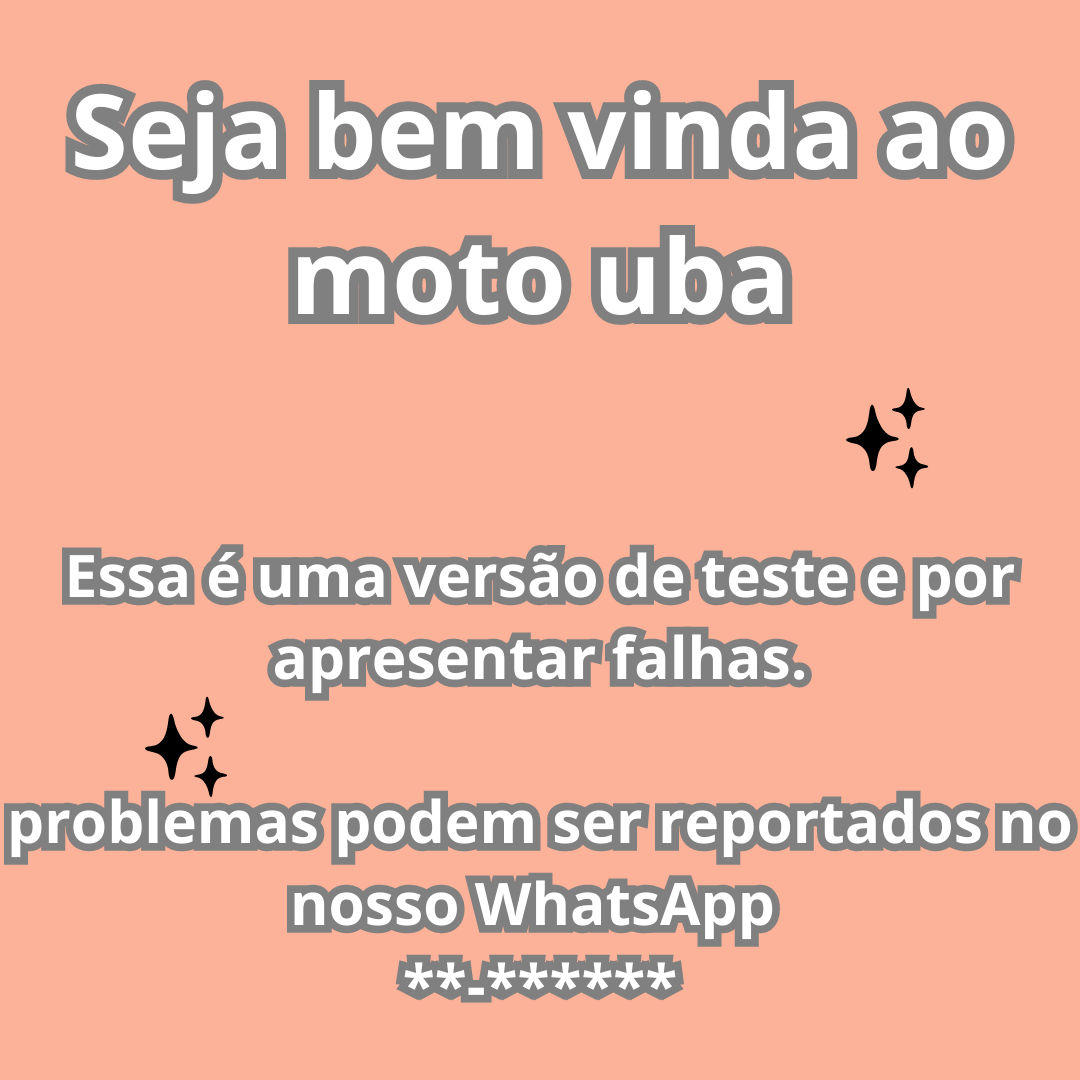 Seja bem vinda ao
moto uba
Essa é uma versão de teste e por
apresentar falhas.
problemas podem ser reportados no
nosso WhatsApp
**-******